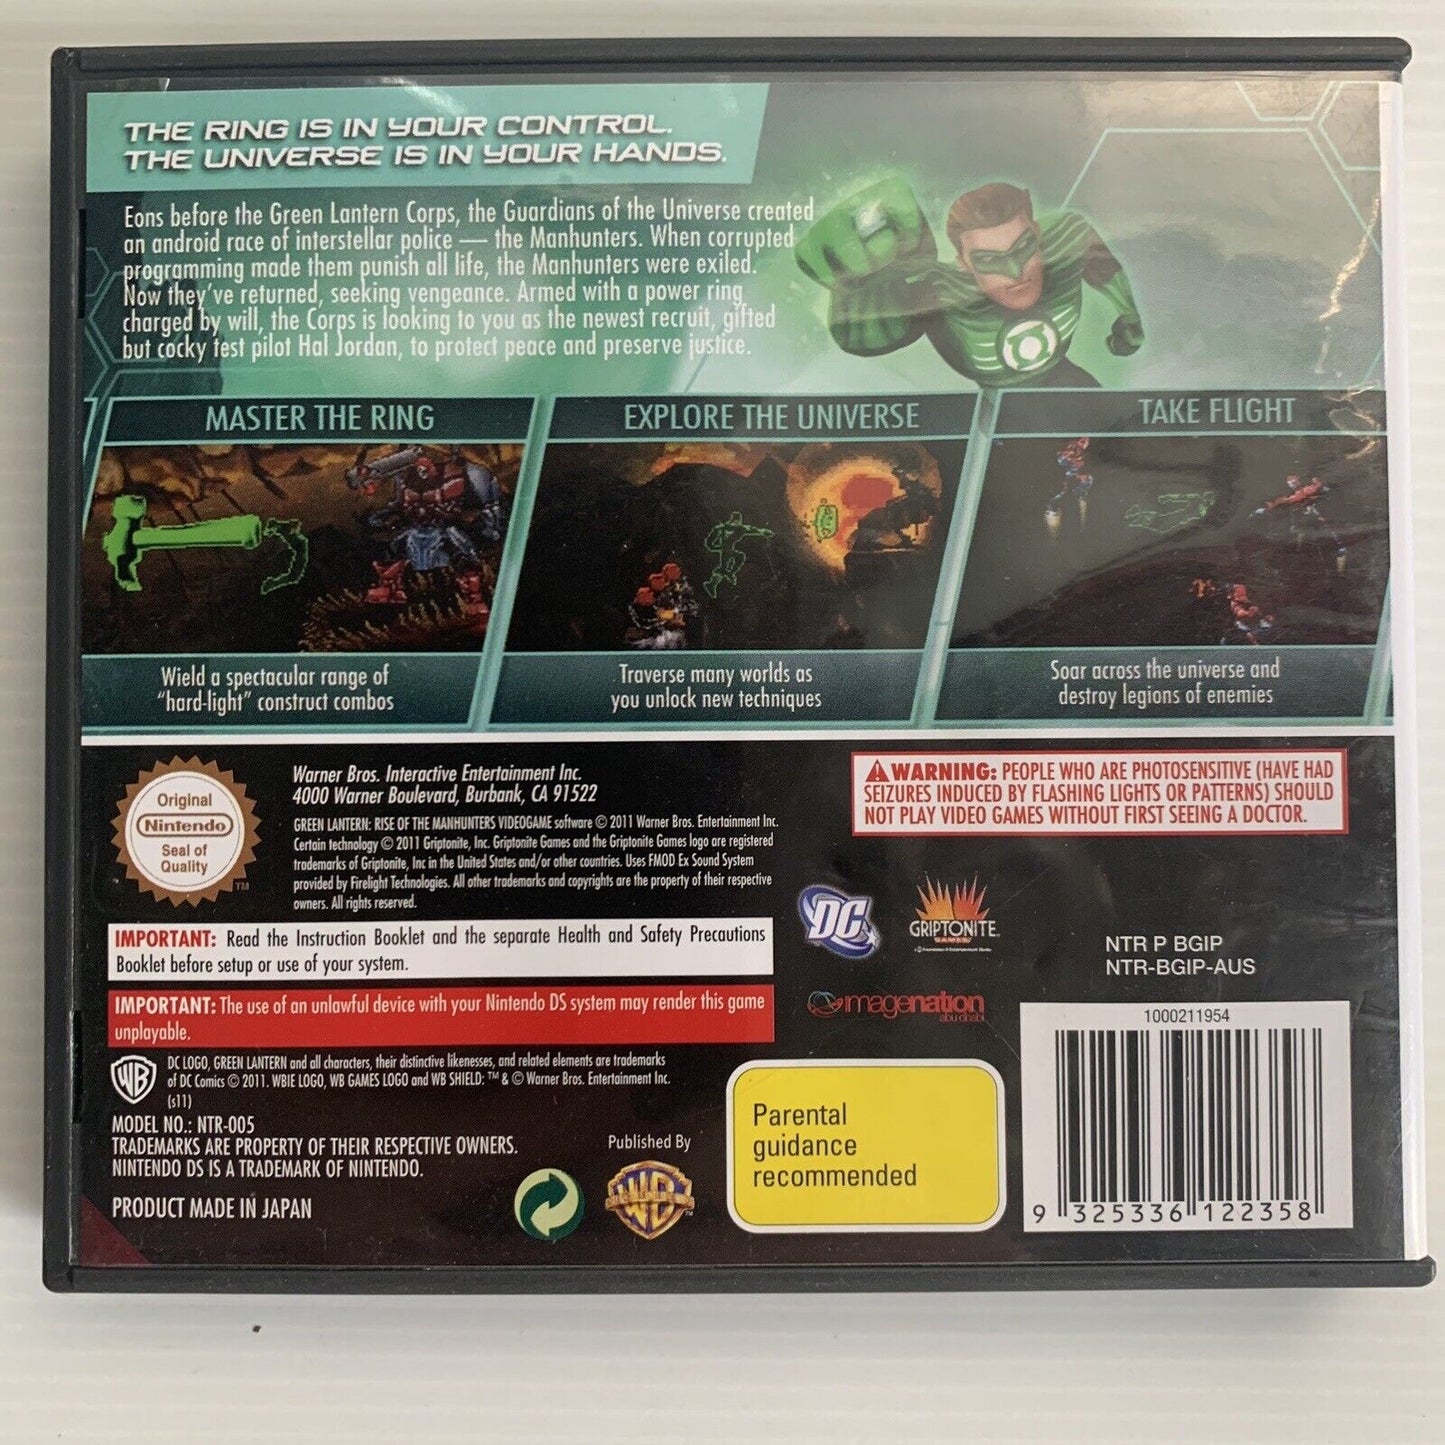 THE RING IS IN YOUR CONTROL.
THE UNIVERSE IS IN YOUR HANDS.
Eons before the Green Lantern Corps, the Guardians of the Universe created
an android race of interstellar police — the Manhunters. When corrupted
programming made them punish all life, the Manhunters were exiled.
Now they've returned, seeking vengeance. Armed with a power ring
charged by will, the Corps is looking to you as the newest recruit, gifted
but cocky test pilot Hal Jordan, to protect peace and preserve justice.
MASTER THE RING
EXPLORE THE UNIVERSE
TAKE FLIGHT
Wield a spectacular range of
"hard-light" construct combos
Traverse many worlds as
you unlock new techniques
Soar across the universe and
destroy legions of enemies
Original
Nintendo
Seal of
Quality
TM
Warner Bros. Interactive Entertainment Inc.
4000 Warner Boulevard, Burbank, CA 91522
GREEN LANTERN: RISE OF THE MANHUNTERS VIDEOGAME software © 2011 Warner Bros. Entertainment Inc.
Certain technology © 2011 Griptonite, Inc. Griptonite Games and the Griptonite Games logo are registered
trademarks of Griptonite, Inc in the United States and/or other countries. Uses FMOD Ex Sound System
provided by Firelight Technologies. All other trademarks and copyrights are the property of their respective
owners. All rights reserved.
WARNING: PEOPLE WHO ARE PHOTOSENSITIVE (HAVE HAD
SEIZURES INDUCED BY FLASHING LIGHTS OR PATTERNS) SHOULD
NOT PLAY VIDEO GAMES WITHOUT FIRST SEEING A DOCTOR.
IMPORTANT: Read the Instruction Booklet and the separate Health and Safety Precautions
Booklet before setup or use of your system.
IMPORTANT: The use of an unlawful device with your Nintendo DS system may render this game
unplayable.
DC
GRIPTONITE
GAMES
imagenation
abu dhabi
NTR P BGIP
NTR-BGIP-AUS
WB
DC LOGO, GREEN LANTERN and all characters, their distinctive likenesses, and related elements are trademarks
of DC Comics © 2011. WBIE LOGO, WB GAMES LOGO and WB SHIELD: ™ & © Warner Bros. Entertainment Inc.
(s11)
MODEL NO.: NTR-005
TRADEMARKS ARE PROPERTY OF THEIR RESPECTIVE OWNERS.
NINTENDO DS IS A TRADEMARK OF NINTENDO.
PRODUCT MADE IN JAPAN
Published By
WB
Parental
guidance
recommended
1000211954
9 325336 122358